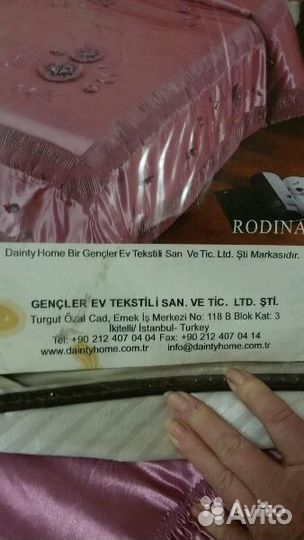 RODINA
Dainty Home Bir Gençler Ev Tekstili San Ve Tic. Ltd. Şti Markasıdır.
GENÇLER EV TEKSTİLİ SAN. VE TİC. LTD. ŞTİ.
Turgut Özal Cad, Emek İş Merkezi No: 118 B Blok Kat: 3
İkitelli/ İstanbul- Turkey
Tel: +90 212 407 04 04 Fax: +90 212 407 04 14
www.daintyhome.com.tr info@daintyhome.com.tr
Avito